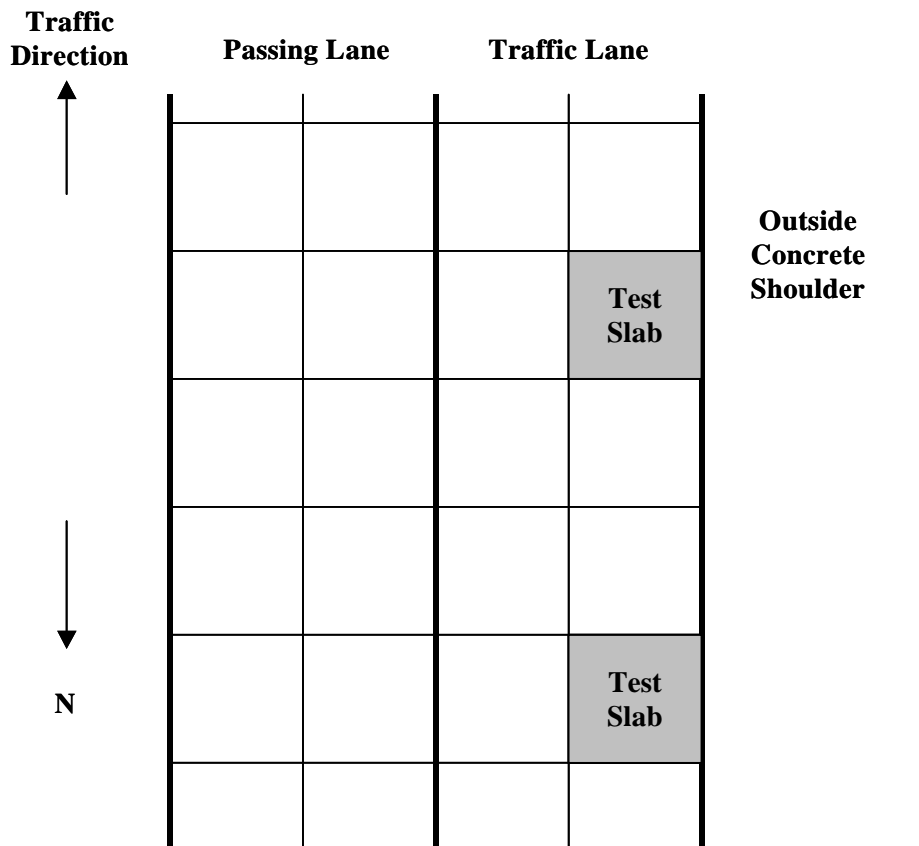 Traffic
Direction
Passing Lane
Traffic Lane
Outside
Concrete
Shoulder
Test
Slab
N
Test
Slab